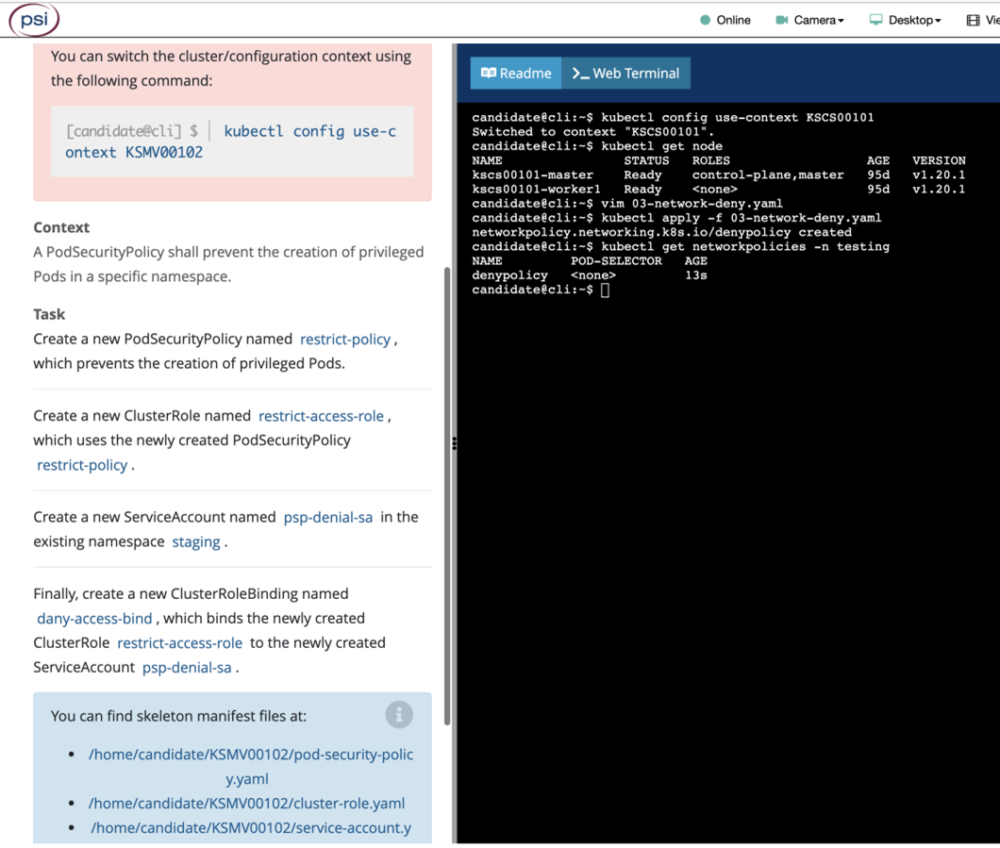 psi
Online
Camera
Desktop
You can switch the cluster/configuration context using
the following command:
[candidate@cli] $ | kubectl config use-c
ontext KSMV00102
Context
A PodSecurityPolicy shall prevent the creation of privileged
Pods in a specific namespace.
Task
Create a new PodSecurityPolicy named restrict-policy ,
which prevents the creation of privileged Pods.
Create a new ClusterRole named restrict-access-role ,
which uses the newly created PodSecurityPolicy
restrict-policy .
Create a new ServiceAccount named psp-denial-sa in the
existing namespace staging .
Finally, create a new ClusterRoleBinding named
dany-access-bind , which binds the newly created
ClusterRole restrict-access-role to the newly created
ServiceAccount psp-denial-sa .
You can find skeleton manifest files at:
• /home/candidate/KSMV00102/pod-security-polic
y.yaml
• /home/candidate/KSMV00102/cluster-role.yaml
• /home/candidate/KSMV00102/service-account.y
Readme
>_ Web Terminal
candidate@cli:~$ kubectl config use-context KSCS00101
Switched to context "KSCS00101".
candidate@cli:~$ kubectl get node
NAME STATUS ROLES AGE VERSION
kscs00101-master Ready control-plane,master 95d v1.20.1
kscs00101-worker1 Ready <none> 95d v1.20.1
candidate@cli:~$ vim 03-network-deny.yaml
candidate@cli:~$ kubectl apply -f 03-network-deny.yaml
networkpolicy.networking.k8s.io/denypolicy created
candidate@cli:~$ kubectl get networkpolicies -n testing
NAME POD-SELECTOR AGE
denypolicy <none> 13s
candidate@cli:~$